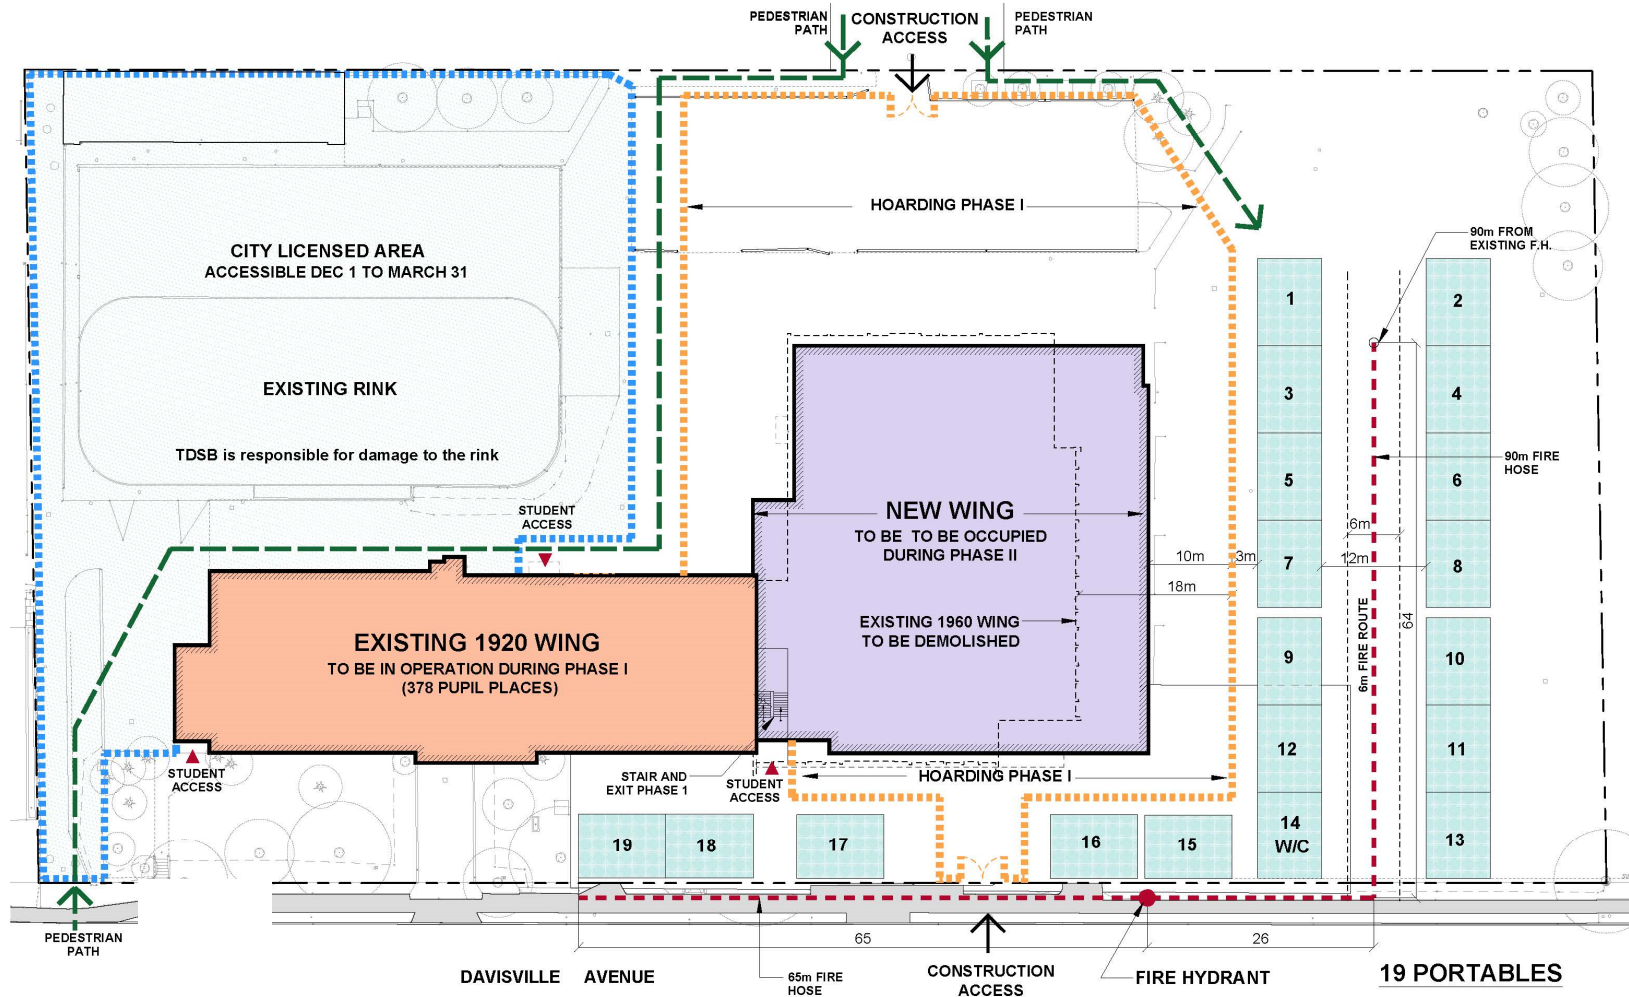 PEDESTRIAN
PATH
CONSTRUCTION
ACCESS
PEDESTRIAN
PATH
HOARDING PHASE I
CITY LICENSED AREA
ACCESSIBLE DEC 1 TO MARCH 31
90m FROM
EXISTING F.H.
1
2
EXISTING RINK
3
4
TDSB is responsible for damage to the rink
90m FIRE
HOSE
5
6
STUDENT
ACCESS
NEW WING
TO BE TO BE OCCUPIED
DURING PHASE II
6m
10m
3m
7
12m
8
18m
EXISTING 1960 WING
TO BE DEMOLISHED
64
6m FIRE ROUTE
EXISTING 1920 WING
TO BE IN OPERATION DURING PHASE I
(378 PUPIL PLACES)
9
10
12
11
STUDENT
ACCESS
STAIR AND
EXIT PHASE 1
STUDENT
ACCESS
HOARDING PHASE I
19
18
17
16
15
14
W/C
13
PEDESTRIAN
PATH
65
26
DAVISVILLE AVENUE
65m FIRE
HOSE
CONSTRUCTION
ACCESS
FIRE HYDRANT
19 PORTABLES